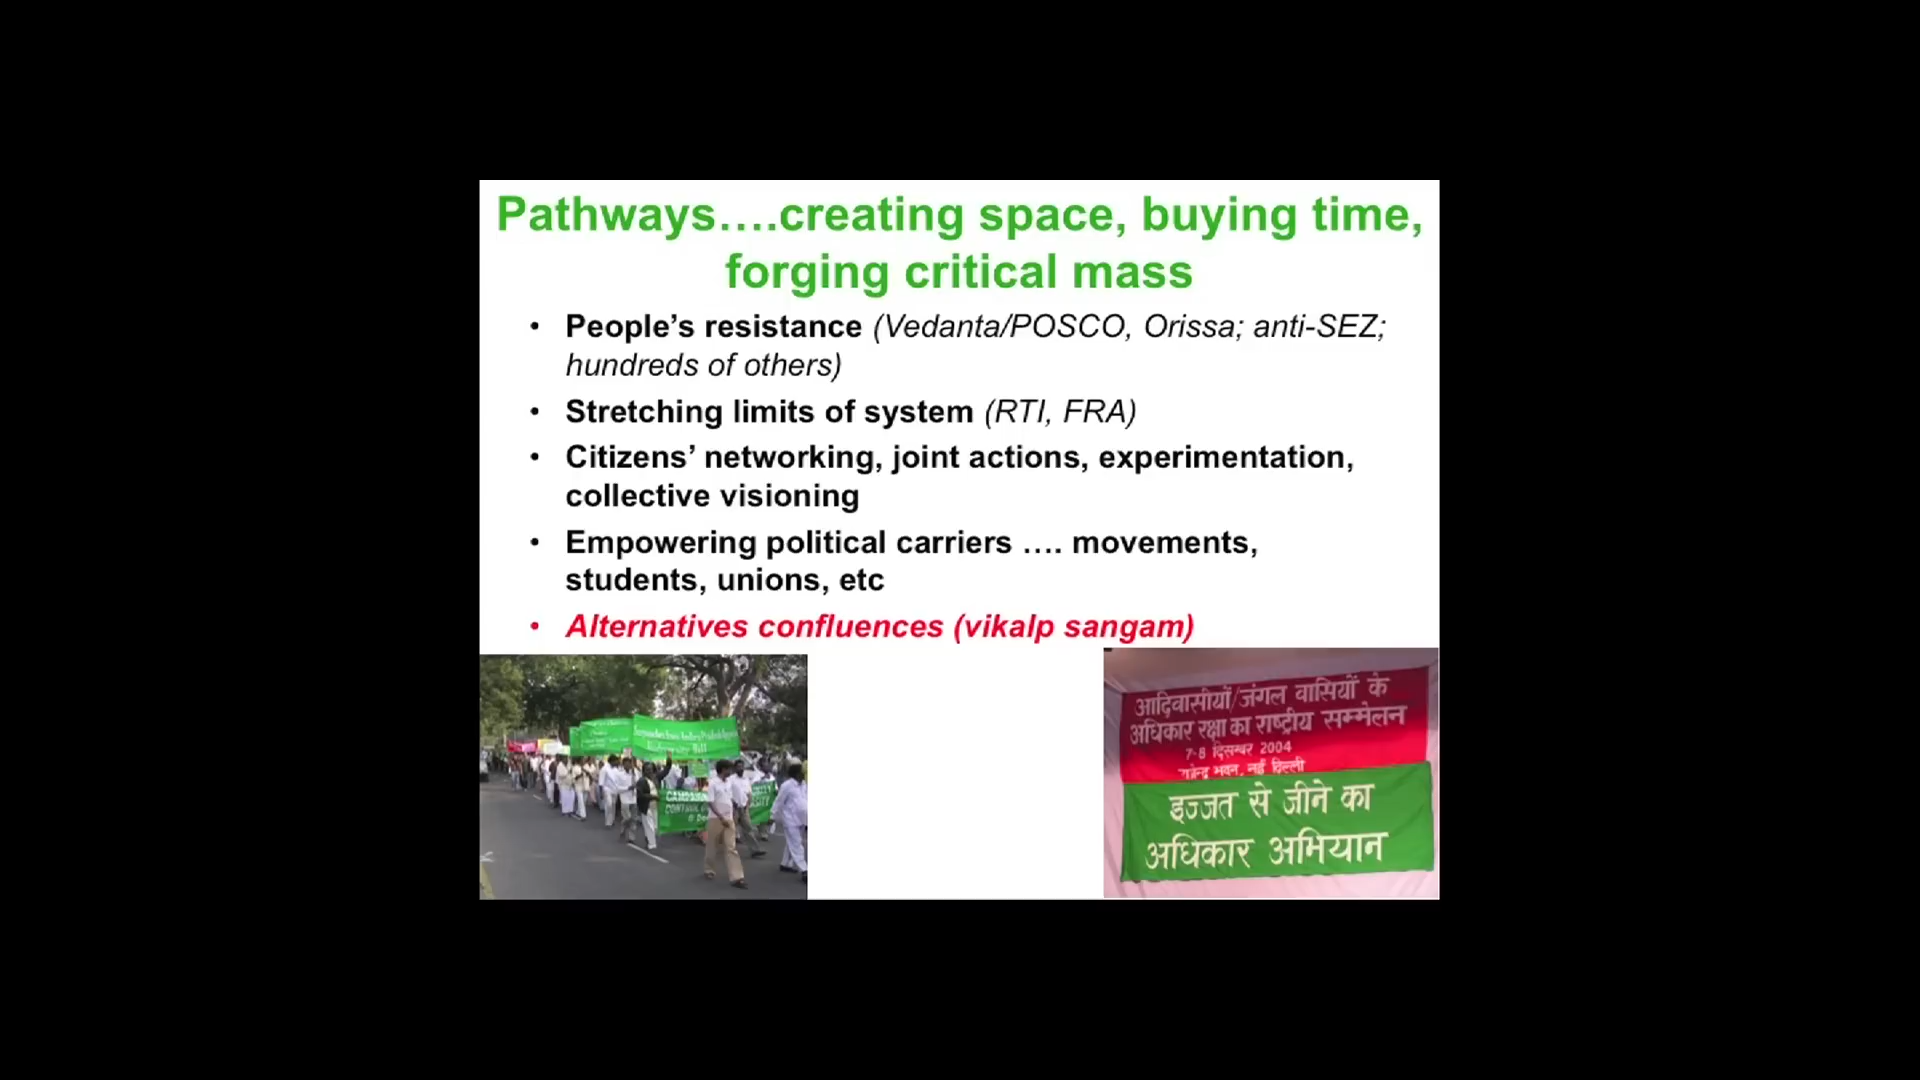 Pathways….creating space, buying time,
forging critical mass
• People’s resistance (Vedanta/POSCO, Orissa; anti-SEZ;
hundreds of others)
• Stretching limits of system (RTI, FRA)
• Citizens’ networking, joint actions, experimentation,
collective visioning
• Empowering political carriers …. movements,
students, unions, etc
• Alternatives confluences (vikalp sangam)
Biodiversity Bill
आदिवासीयों/जंगल वासियों के
अधिकार रक्षा का राष्ट्रीय सम्मेलन
7-8 दिसम्बर 2004
भवन, नई दिल्ली
इज्जत से जीने का
अधिकार अभियान